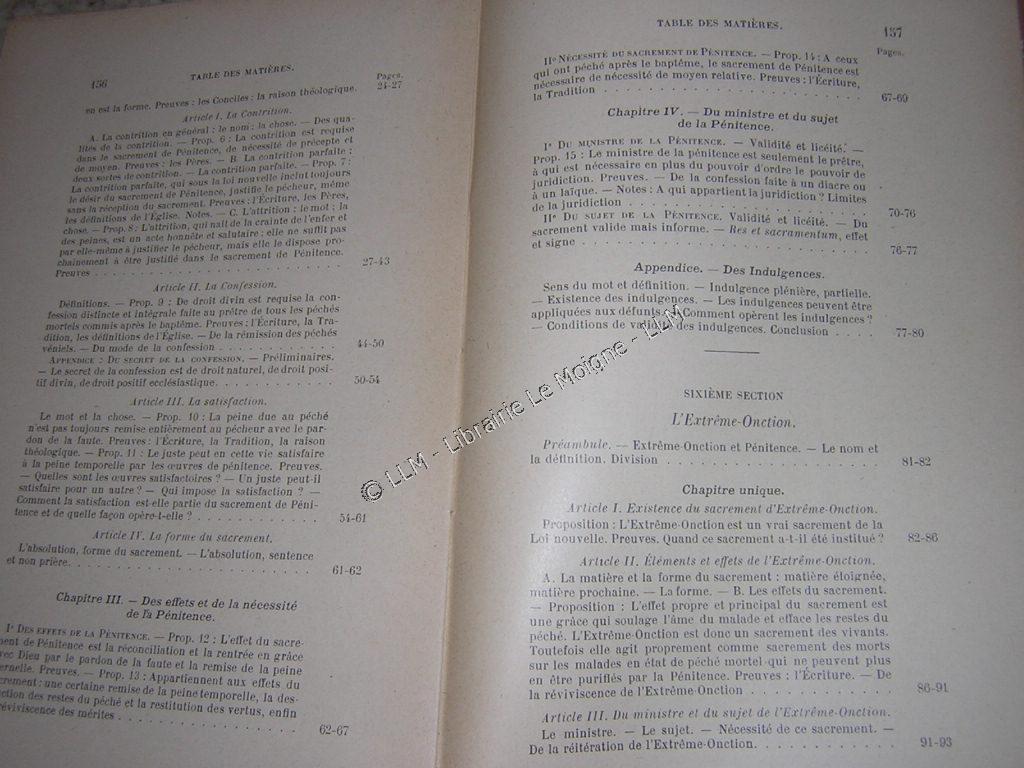 456
TABLE DES MATIÈRES.
Pages.
en est la forme. Preuves : les Conciles ; la raison théologique. 24-27
Article I. La Contrition.
A. La contrition en général : le nom ; la chose. — Des qua-
lités de la contrition. — Prop. 6 : La contrition est requise
dans le sacrement de Pénitence, de nécessité de précepte et
de moyen. Preuves : les Pères. — B. La contrition parfaite :
deux sortes de contrition. — La contrition parfaite. — Prop. 7 :
La contrition parfaite, qui sous la loi nouvelle inclut toujours
le désir du sacrement de Pénitence, justifie le pécheur, même
sans la réception du sacrement. Preuves : l'Écriture, les Pères,
les définitions de l'Église. Notes. — C. L'attrition : le mot ; la
chose. — Prop. 8 : L'attrition, qui naît de la crainte de l'enfer et
des peines, est un acte honnête et salutaire ; elle ne suffit pas
par elle-même à justifier le pécheur, mais elle le dispose pro-
chainement à être justifié dans le sacrement de Pénitence.
Preuves . . . . . . . . . . . . . . . . . . 27-43
Article II. La Confession.
Définitions. — Prop. 9 : De droit divin est requise la con-
fession distincte et intégrale faite au prêtre de tous les péchés
mortels commis après le baptême. Preuves : l'Écriture, la Tra-
dition, les définitions de l'Église. — De la rémission des péchés
véniels. — Du mode de la confession . . . . . . . . . . . . 44-50
APPENDICE : DU SECRET DE LA CONFESSION. — Préliminaires.
— Le secret de la confession est de droit naturel, de droit posi-
tif divin, de droit positif ecclésiastique. . . . . . . . . . . . 50-54
Article III. La satisfaction.
Le mot et la chose. — Prop. 10 : La peine due au péché
n'est pas toujours remise entièrement au pécheur avec le par-
don de la faute. Preuves : l'Écriture, la Tradition, la raison
théologique. — Prop. 11 : Le juste peut en cette vie satisfaire
à la peine temporelle par les œuvres de pénitence. Preuves.
— Quelles sont les œuvres satisfactoires ? — Un juste peut-il
satisfaire pour un autre ? — Qui impose la satisfaction ? —
Comment la satisfaction est-elle partie du sacrement de Péni-
tence et de quelle façon opère-t-elle ? . . . . . . . . . . . . 54-61
Article IV. La forme du sacrement.
L'absolution, forme du sacrement. — L'absolution, sentence
et non prière. . . . . . . . . . . . . . . . . . . . 61-62
Chapitre III. — Des effets et de la nécessité
de la Pénitence.
I° DES EFFETS DE LA PÉNITENCE. — Prop. 12 : L'effet du sacre-
ment de Pénitence est la réconciliation et la rentrée en grâce
avec Dieu par le pardon de la faute et la remise de la peine
ernelle. Preuves. — Prop. 13 : Appartiennent aux effets du
crement : une certaine remise de la peine temporelle, la des-
ction des restes du péché et la restitution des vertus, enfin
éviviscence des mérites . . . . . . . . . . . . . . . . 62-67
TABLE DES MATIÈRES.
457
Pages.
II° NÉCESSITÉ DU SACREMENT DE PÉNITENCE. — Prop. 14 : A ceux
qui ont péché après le baptême, le sacrement de Pénitence est
nécessaire de nécessité de moyen relative. Preuves : l'Écriture,
la Tradition . . . . . . . . . . . . . . . . . . 67-69
Chapitre IV. — Du ministre et du sujet
de la Pénitence.
I° DU MINISTRE DE LA PÉNITENCE. — Validité et licéité. —
Prop. 15 : Le ministre de la pénitence est seulement le prêtre,
à qui est nécessaire en plus du pouvoir d'ordre le pouvoir de
juridiction. Preuves. — De la confession faite à un diacre ou
à un laïque. — Notes : A qui appartient la juridiction ? Limites
de la juridiction . . . . . . . . . . . . . . . . . . 70-76
II° DU SUJET DE LA PÉNITENCE. Validité et licéité. — Du
sacrement valide mais informe. — Res et sacramentum, effet
et signe . . . . . . . . . . . . . . . . . . . . 76-77
Appendice. — Des Indulgences.
Sens du mot et définition. — Indulgence plénière, partielle.
— Existence des indulgences. — Les indulgences peuvent être
appliquées aux défunts. — Comment opèrent les indulgences ?
— Conditions de des indulgences. Conclusion . . . . 77-80
SIXIÈME SECTION
L'Extrême-Onction.
Préambule. — Extrême-Onction et Pénitence. — Le nom et
la définition. Division . . . . . . . . . . . . . . . . 81-82
Chapitre unique.
Article I. Existence du sacrement d'Extrême-Onction.
Proposition : L'Extrême-Onction est un vrai sacrement de la
Loi nouvelle. Preuves. Quand ce sacrement a-t-il été institué ? 82-86
Article II. Éléments et effets de l'Extrême-Onction.
A. La matière et la forme du sacrement : matière éloignée,
matière prochaine. — La forme. — B. Les effets du sacrement.
— Proposition : L'effet propre et principal du sacrement est
une grâce qui soulage l'âme du malade et efface les restes du
péché. L'Extrême-Onction est donc un sacrement des vivants.
Toutefois elle agit proprement comme sacrement des morts
sur les malades en état de péché mortel qui ne peuvent plus
en être purifiés par la Pénitence. Preuves : l'Écriture. — De
la réviviscence de l'Extrême-Onction . . . . . . . . . . . . 86-91
Article III. Du ministre et du sujet de l'Extrême-Onction.
Le ministre. — Le sujet. — Nécessité de ce sacrement. —
De la réitération de l'Extrême-Onction. . . . . . . . . . . . 91-93
© LLM - Librairie Le Moigne - LLM